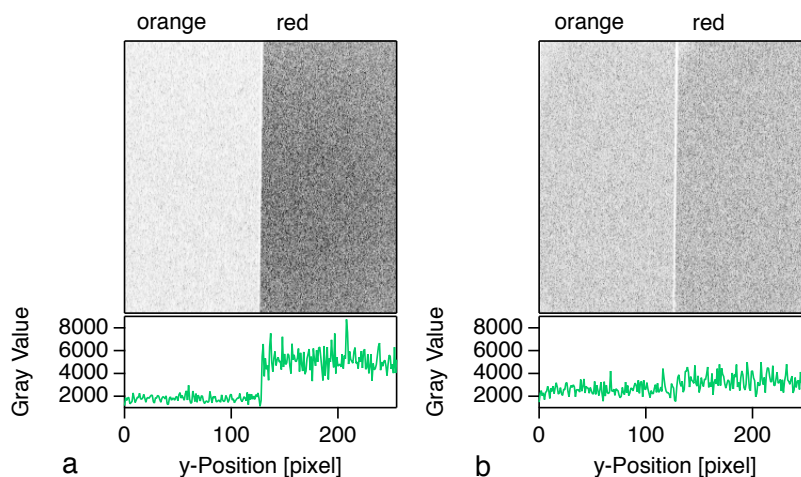 orange red
orange red
Gray Value
8000
6000
4000
2000
0 100 200
y-Position [pixel]
a
Gray Value
8000
6000
4000
2000
0 100 200
y-Position [pixel]
b